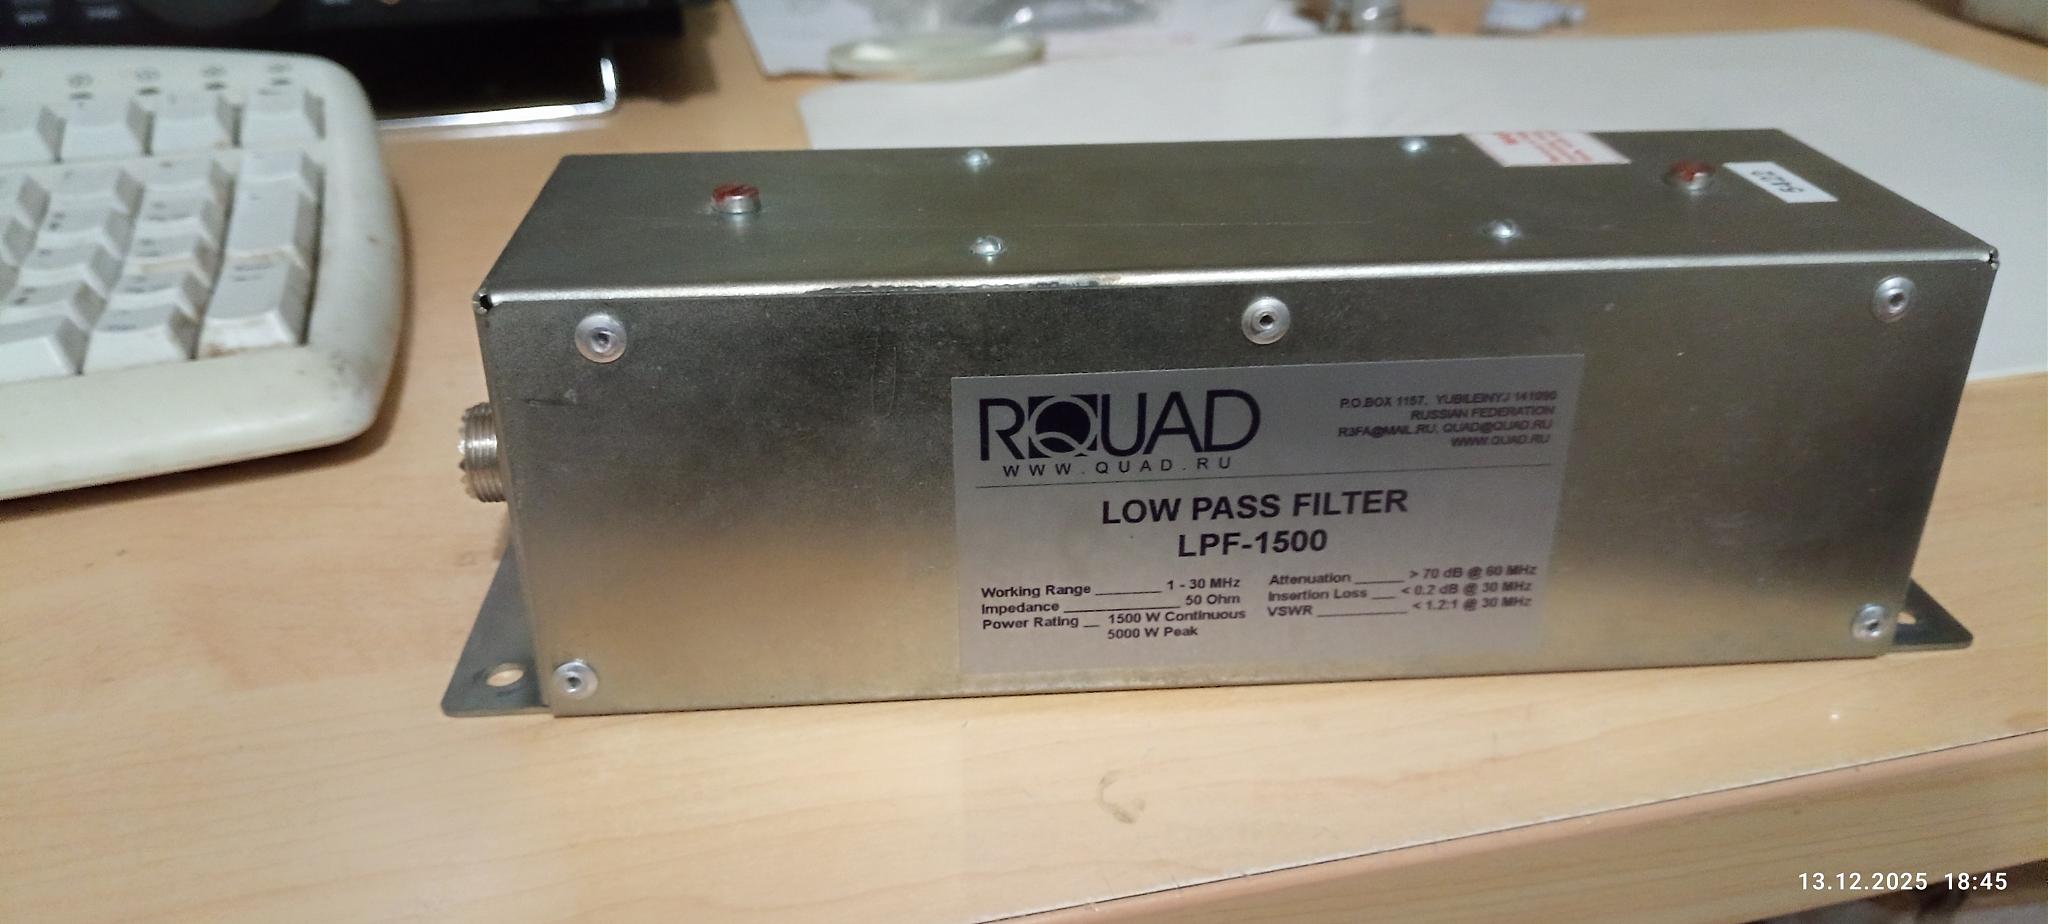 5420
RQUAD
WWW.QUAD.RU
P.O.BOX 1157, YUBILEINYJ 141090
RUSSIAN FEDERATION
R3FA@MAIL.RU, QUAD@QUAD.RU
WWW.QUAD.RU
LOW PASS FILTER
LPF-1500
Working Range ________ 1 - 30 MHz
Impedance ______________ 50 Ohm
Power Rating __ 1500 W Continuous
5000 W Peak
Attenuation ______ > 70 dB @ 60 MHz
Insertion Loss ___ < 0.2 dB @ 30 MHz
VSWR ______________ < 1.2:1 @ 30 MHz
13.12.2025 18:45